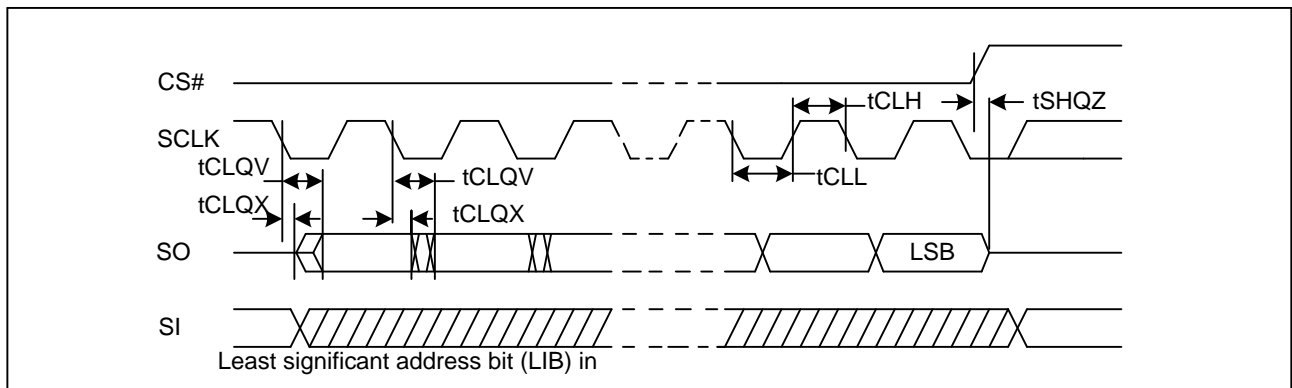 CS#
tCLH
tSHQZ
SCLK
tCLQV
tCLQV
tCLL
tCLQX
tCLQX
SO
LSB
SI
Least significant address bit (LIB) in